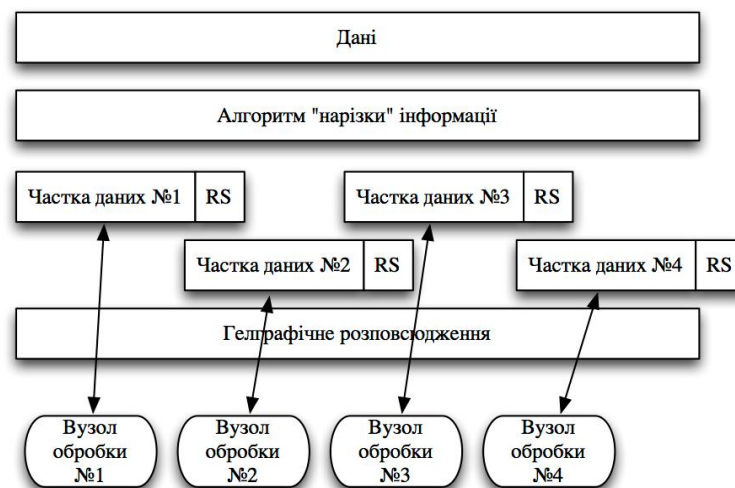 Дані
Алгоритм "нарізки" інформації
Частка даних №1 RS
Частка даних №3 RS
Частка даних №2 RS
Частка даних №4 RS
Гелграфічне розповсюдження
Вузол
обробки
№1
Вузол
обробки
№2
Вузол
обробки
№3
Вузол
обробки
№4